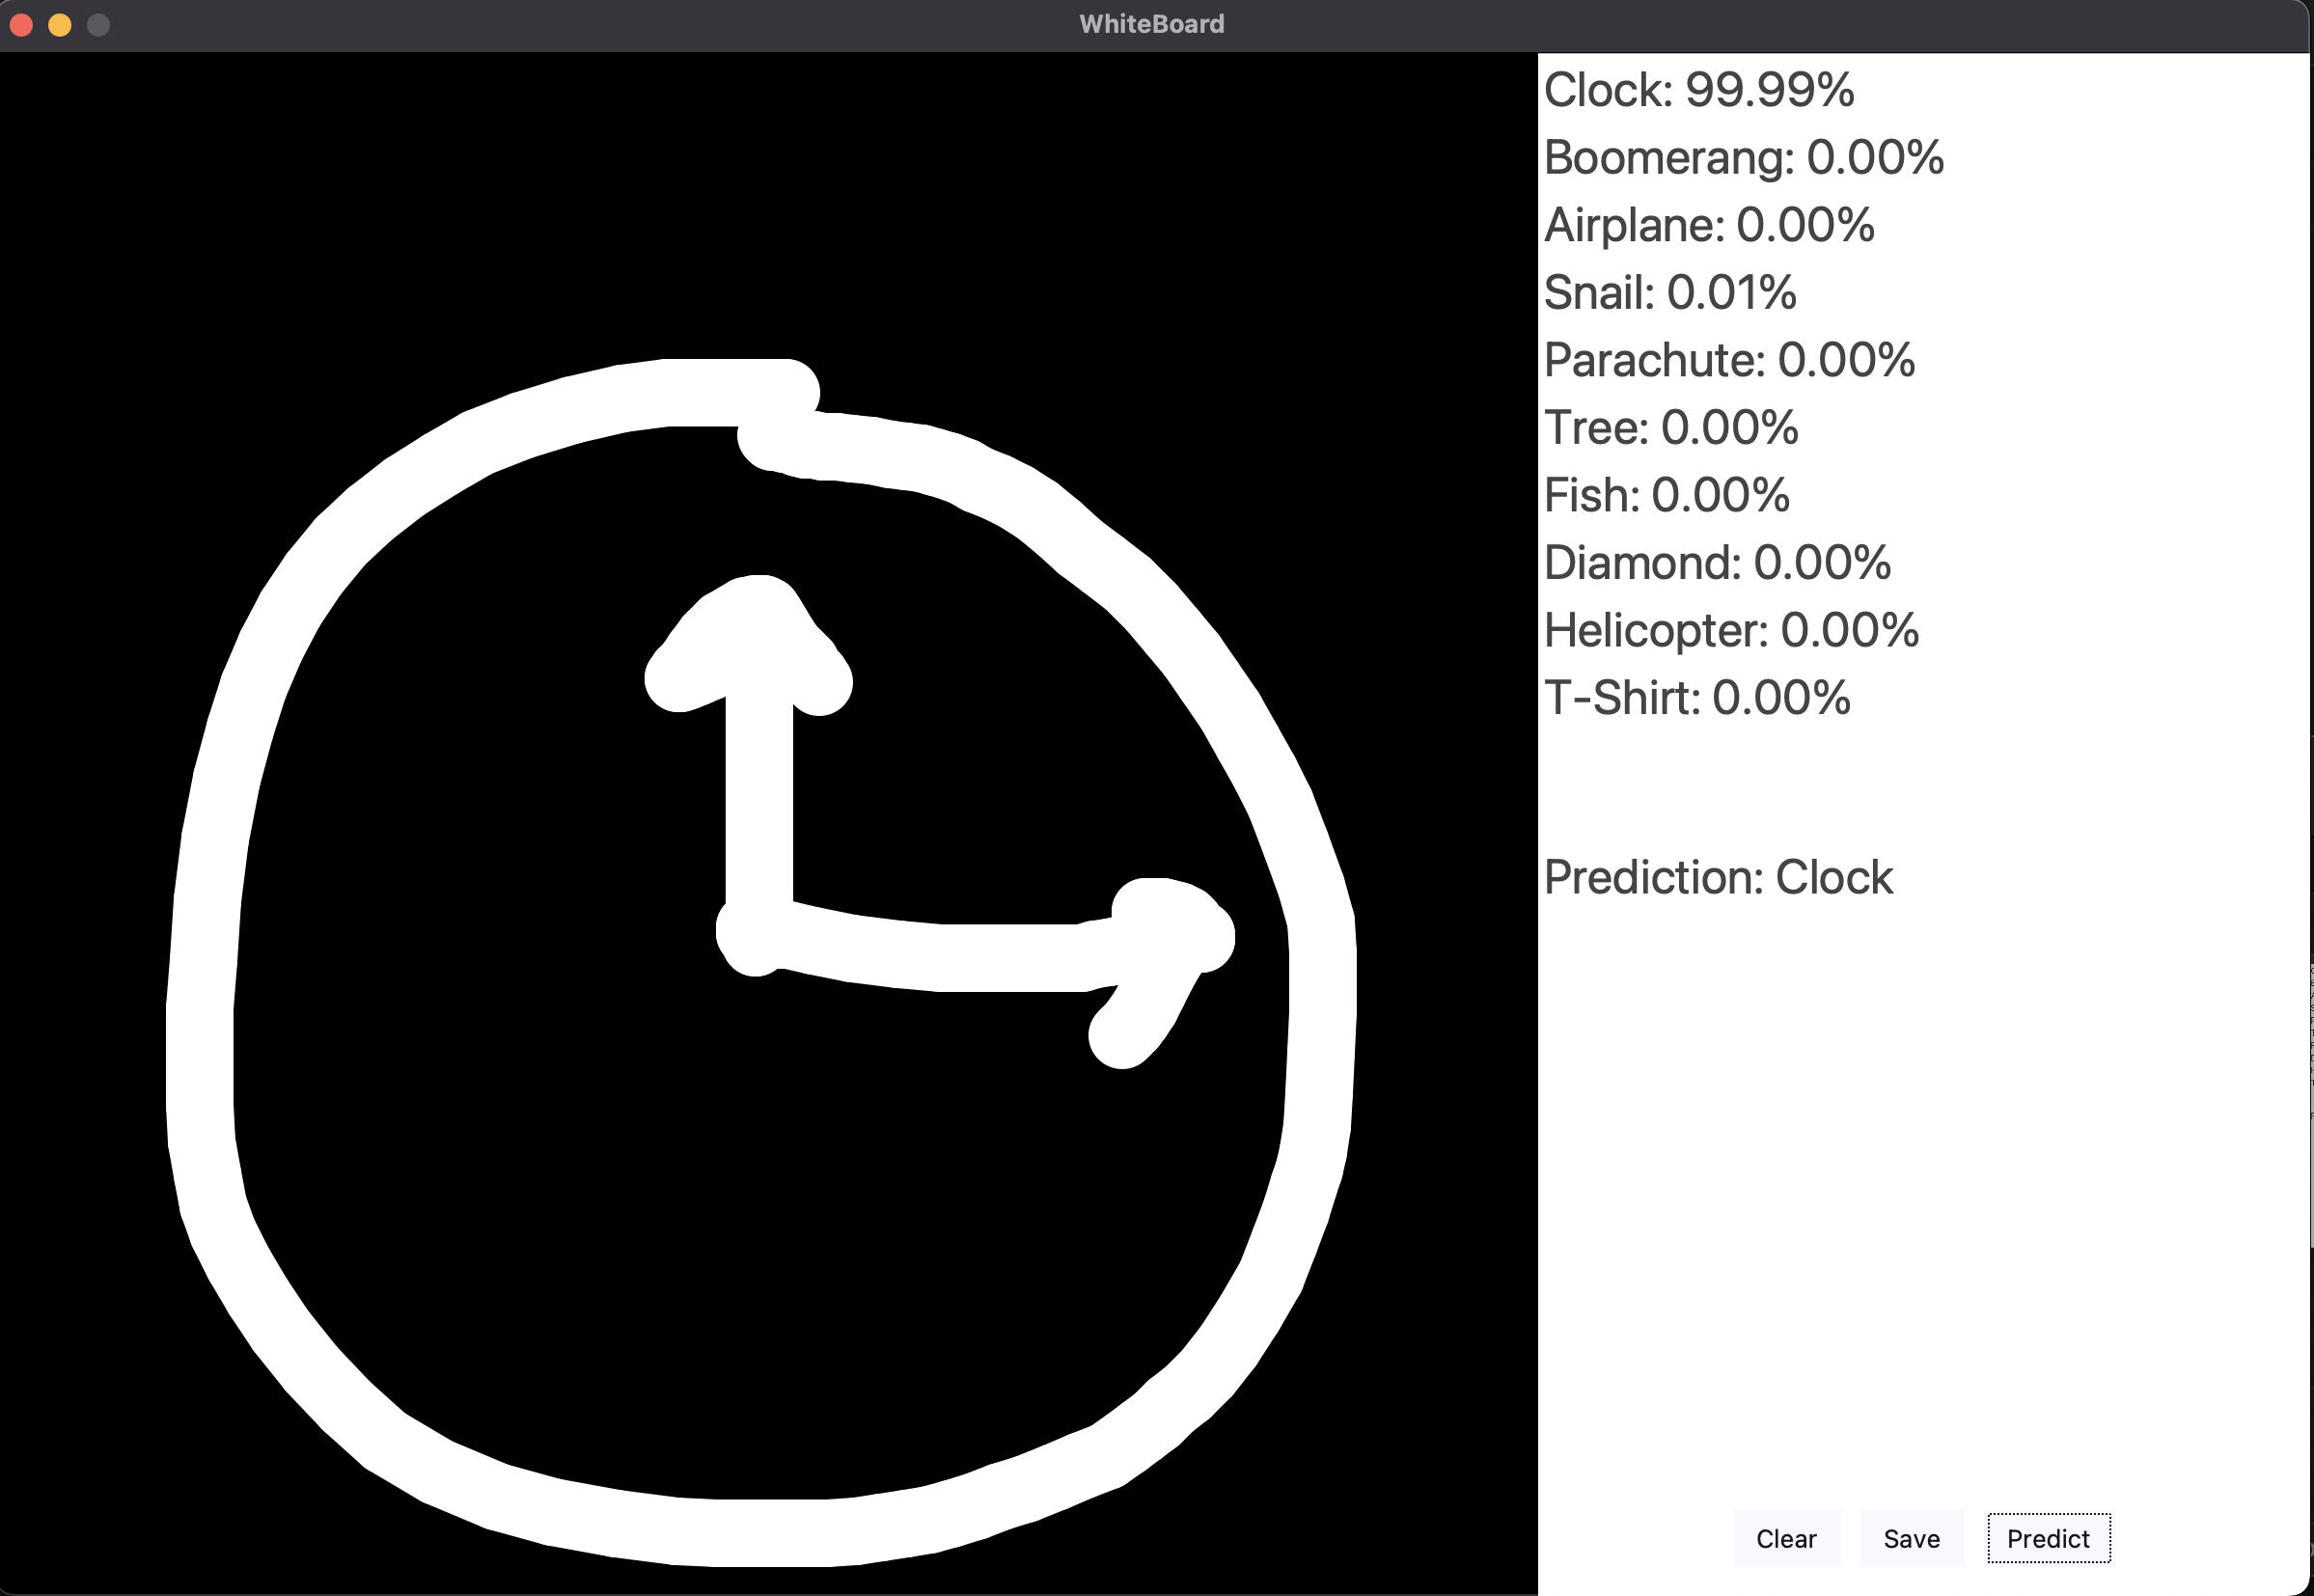 WhiteBoard
Clock: 99.99%
Boomerang: 0.00%
Airplane: 0.00%
Snail: 0.01%
Parachute: 0.00%
Tree: 0.00%
Fish: 0.00%
Diamond: 0.00%
Helicopter: 0.00%
T-Shirt: 0.00%
Prediction: Clock
Clear Save Predict